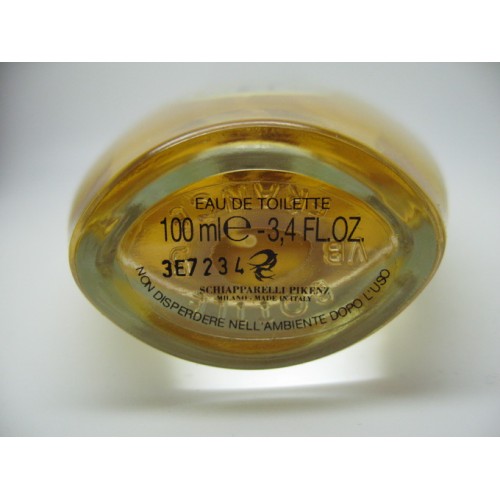 EAU DE TOILETTE
100 ml e - 3,4 FL.OZ.
3E7234
SCHIAPPARELLI PIKENZ
MILANO - MADE IN ITALY
NON DISPERDERE NELL'AMBIENTE DOPO L'USO